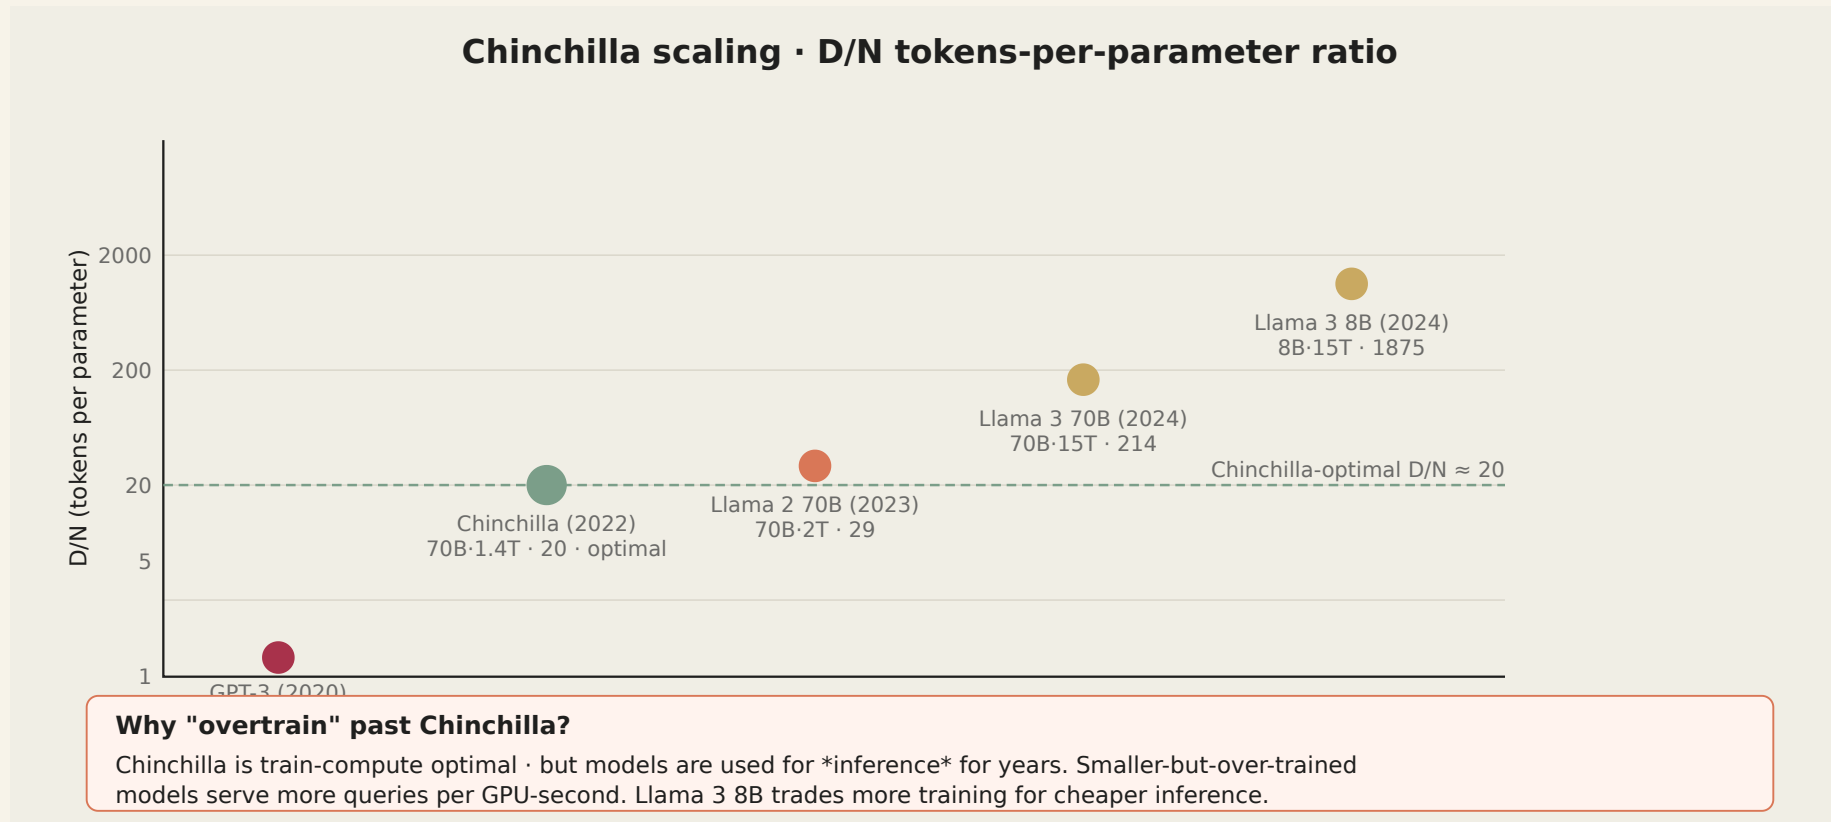 Chinchilla scaling · D/N tokens-per-parameter ratio
D/N (tokens per parameter)
2000
200
20
5
1
Llama 3 8B (2024)
8B·15T · 1875
Llama 3 70B (2024)
70B·15T · 214
Chinchilla-optimal D/N ≈ 20
Llama 2 70B (2023)
70B·2T · 29
Chinchilla (2022)
70B·1.4T · 20 · optimal
GPT-3 (2020)
Why "overtrain" past Chinchilla?
Chinchilla is train-compute optimal · but models are used for *inference* for years. Smaller-but-over-trained
models serve more queries per GPU-second. Llama 3 8B trades more training for cheaper inference.